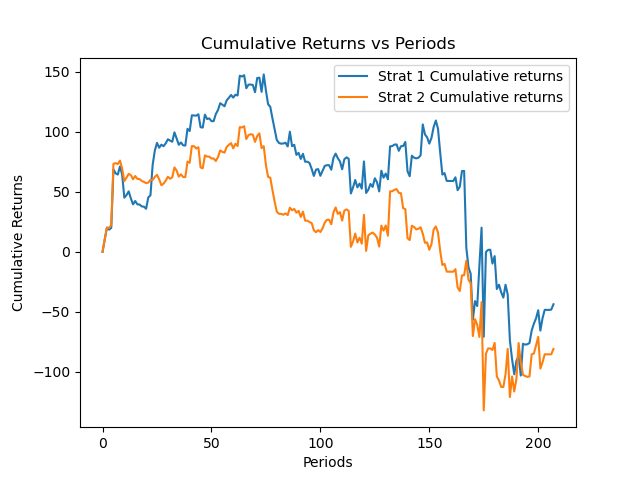 Cumulative Returns vs Periods
Strat 1 Cumulative returns
Strat 2 Cumulative returns
Cumulative Returns
150
100
50
0
−50
−100
0 50 100 150 200
Periods